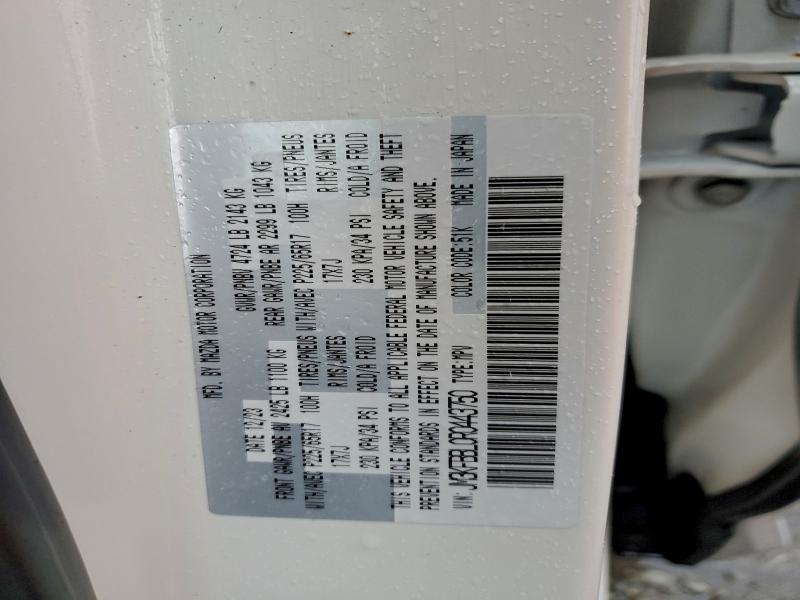 MFD. BY MAZDA MOTOR CORPORATION
DATE 12/23 GVWR/PNBV 4724 LB 2143 KG
FRONT GAWR/PNBE AV 2425 LB 1100 KG REAR GAWR/PNBE AR 2299 LB 1043 KG
WITH/AVEC P225/65R17 100H TIRES/PNEUS WITH/AVEC P225/65R17 100H TIRES/PNEUS
17X7J RIMS/JANTES 17X7J RIMS/JANTES
230 KPA/34 PSI COLD/A FROID 230 KPA/34 PSI COLD/A FROID
THIS VEHICLE CONFORMS TO ALL APPLICABLE FEDERAL MOTOR VEHICLE SAFETY AND THEFT
PREVENTION STANDARDS IN EFFECT ON THE DATE OF MANUFACTURE SHOWN ABOVE.
VIN: TYPE:MPV COLOR CODE:51K MADE IN JAPAN